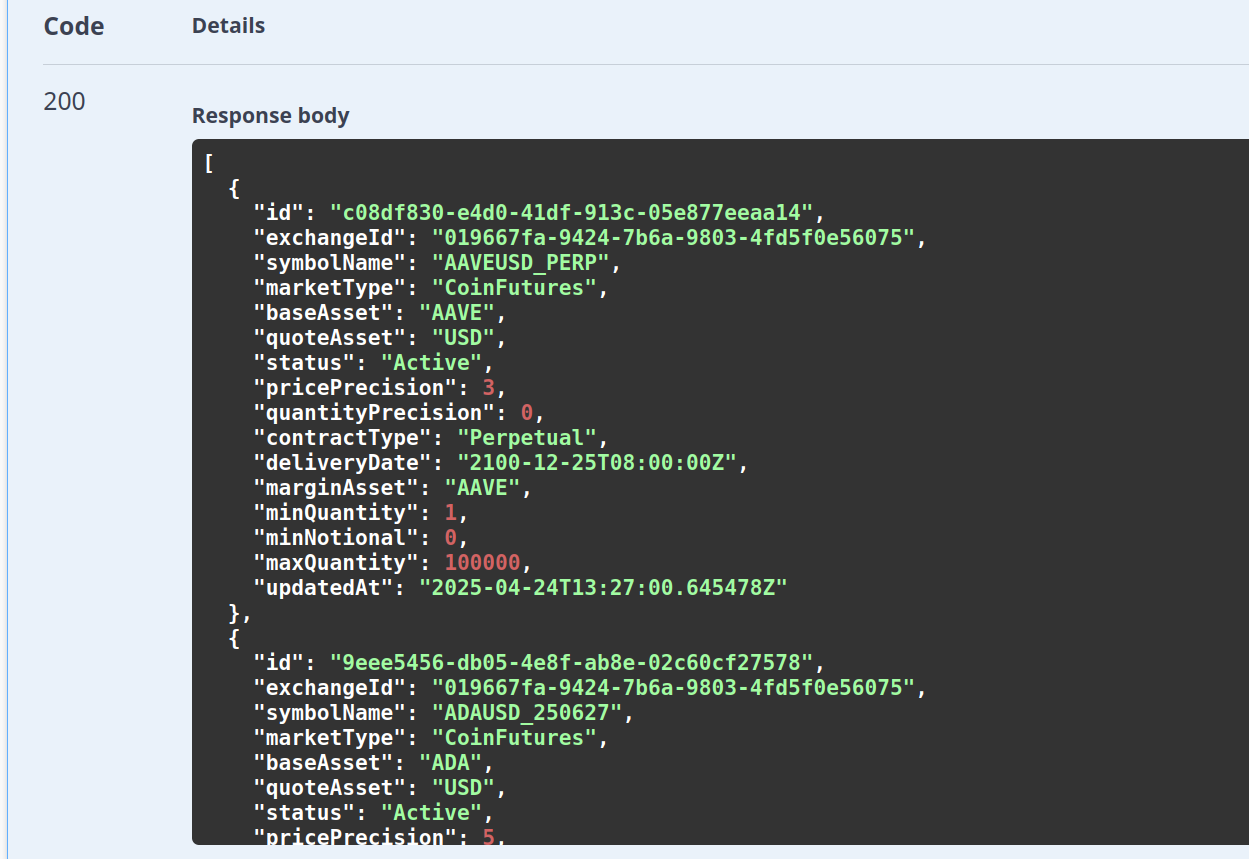 Code Details
200
Response body
[
  {
    "id": "c08df830-e4d0-41df-913c-05e877eeaa14",
    "exchangeId": "019667fa-9424-7b6a-9803-4fd5f0e56075",
    "symbolName": "AAVEUSD_PERP",
    "marketType": "CoinFutures",
    "baseAsset": "AAVE",
    "quoteAsset": "USD",
    "status": "Active",
    "pricePrecision": 3,
    "quantityPrecision": 0,
    "contractType": "Perpetual",
    "deliveryDate": "2100-12-25T08:00:00Z",
    "marginAsset": "AAVE",
    "minQuantity": 1,
    "minNotional": 0,
    "maxQuantity": 100000,
    "updatedAt": "2025-04-24T13:27:00.645478Z"
  },
  {
    "id": "9eee5456-db05-4e8f-ab8e-02c60cf27578",
    "exchangeId": "019667fa-9424-7b6a-9803-4fd5f0e56075",
    "symbolName": "ADAUSD_250627",
    "marketType": "CoinFutures",
    "baseAsset": "ADA",
    "quoteAsset": "USD",
    "status": "Active",
    "pricePrecision": 5,